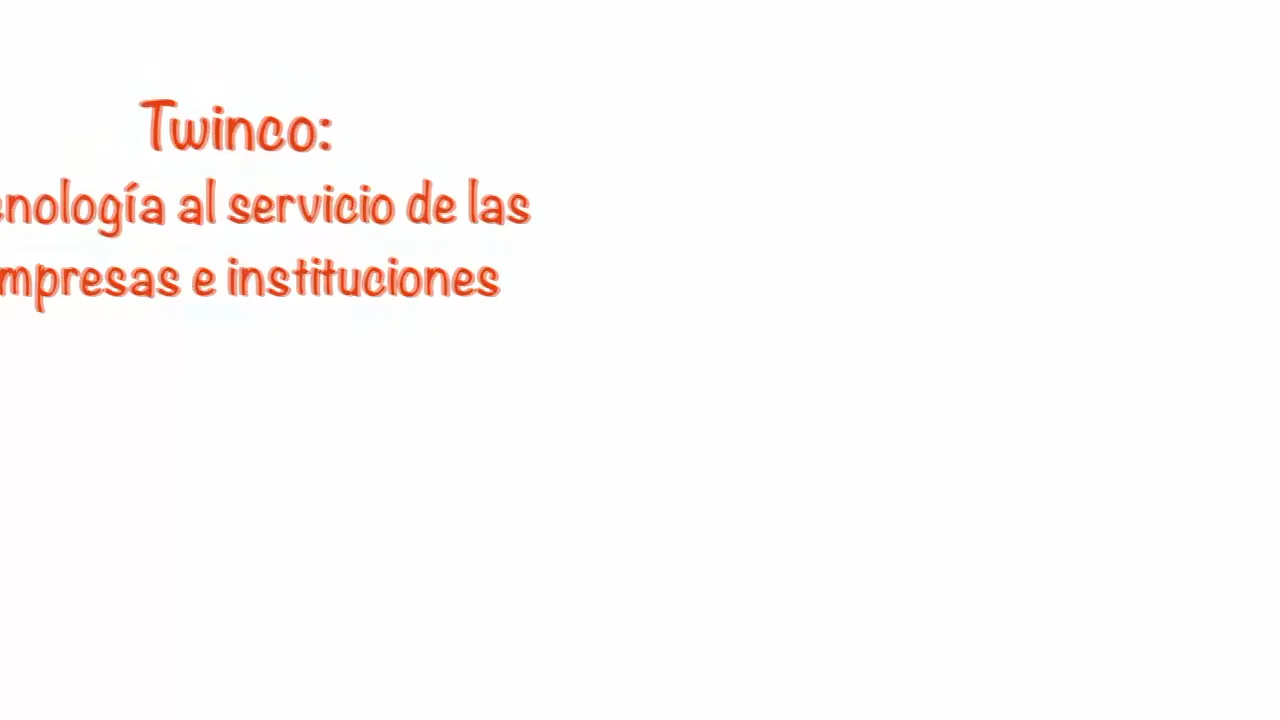 Twinco:
enología al servicio de las
mpresas e instituciones